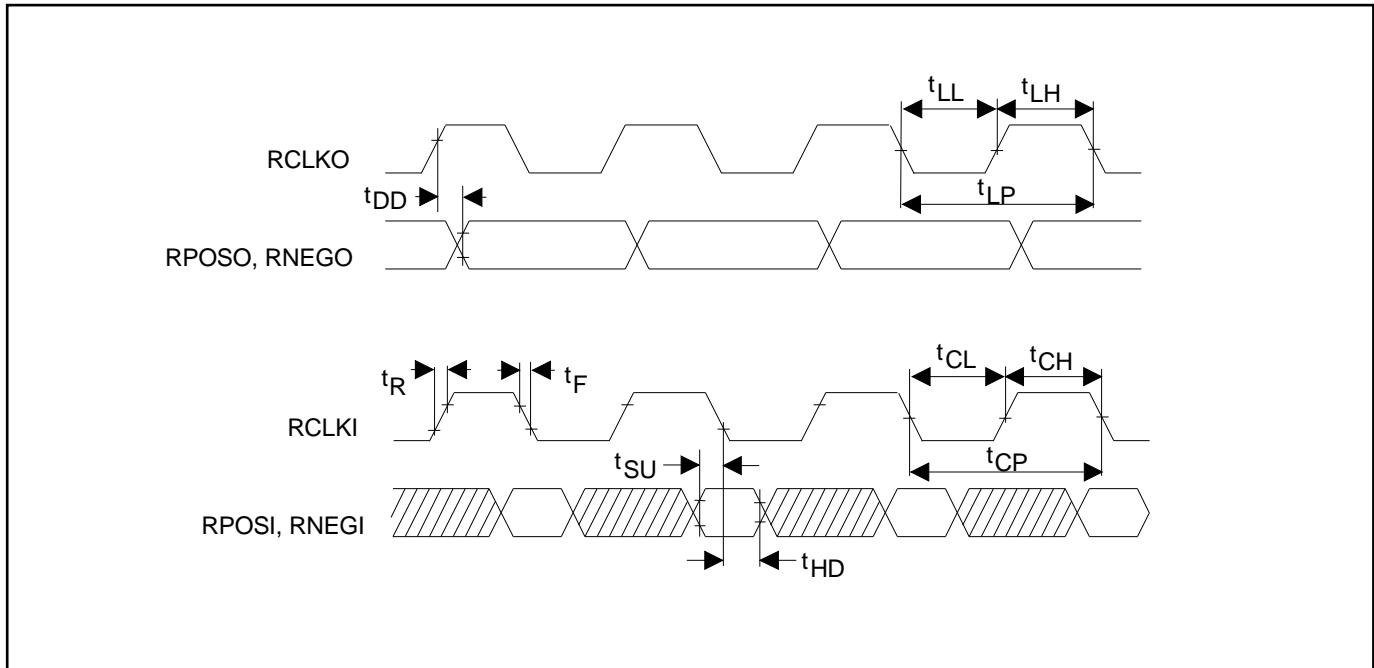 tLL
tLH
RCLKO
tDD
tLP
RPOSO, RNEGO
tCL
tCH
tR
tF
RCLKI
tSU
tCP
RPOSI, RNEGI
tHD